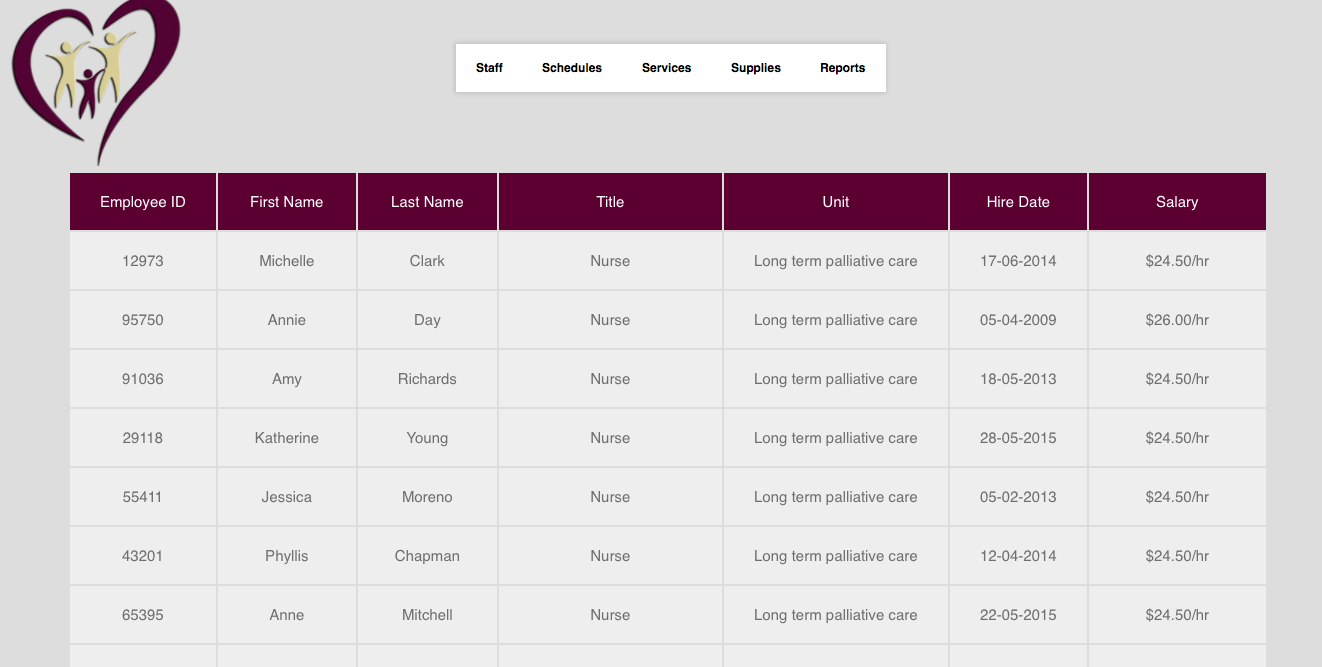 Staff Schedules Services Supplies Reports
Employee ID First Name Last Name Title Unit Hire Date Salary
12973 Michelle Clark Nurse Long term palliative care 17-06-2014 $24.50/hr
95750 Annie Day Nurse Long term palliative care 05-04-2009 $26.00/hr
91036 Amy Richards Nurse Long term palliative care 18-05-2013 $24.50/hr
29118 Katherine Young Nurse Long term palliative care 28-05-2015 $24.50/hr
55411 Jessica Moreno Nurse Long term palliative care 05-02-2013 $24.50/hr
43201 Phyllis Chapman Nurse Long term palliative care 12-04-2014 $24.50/hr
65395 Anne Mitchell Nurse Long term palliative care 22-05-2015 $24.50/hr